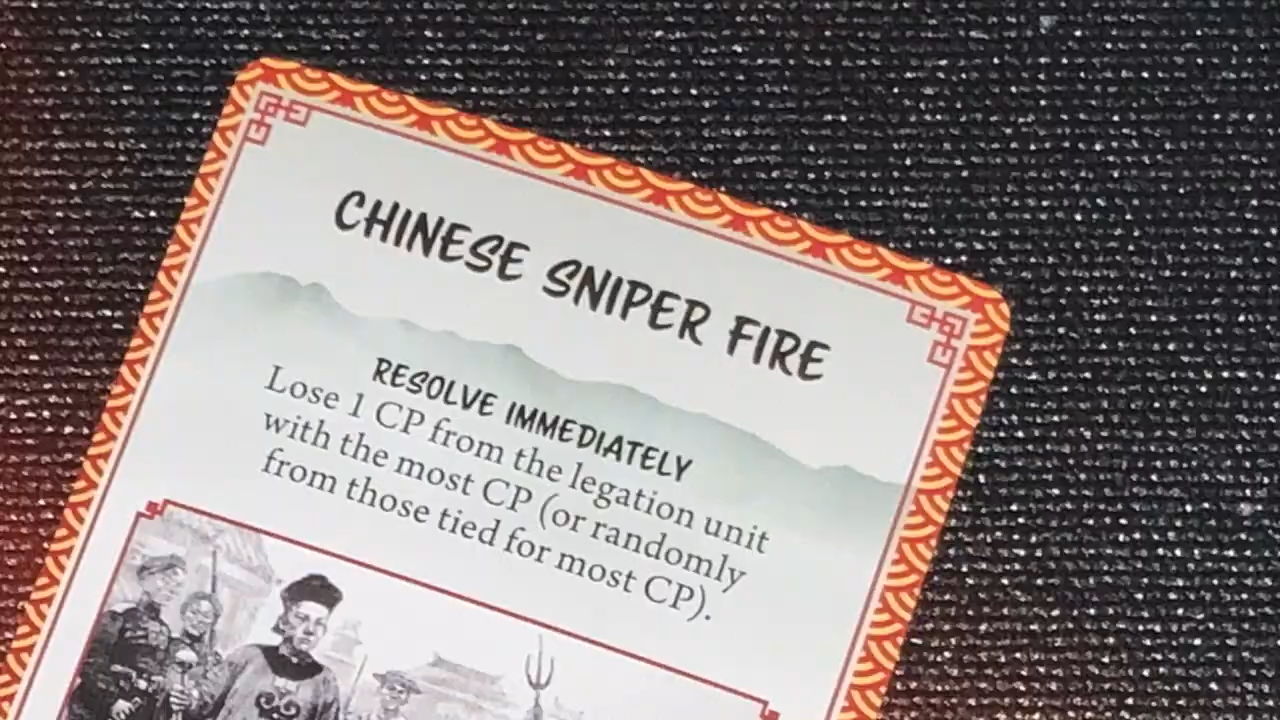 CHINESE SNIPER FIRE
RESOLVE IMMEDIATELY
Lose 1 CP from the legation unit
with the most CP (or randomly
from those tied for most CP).